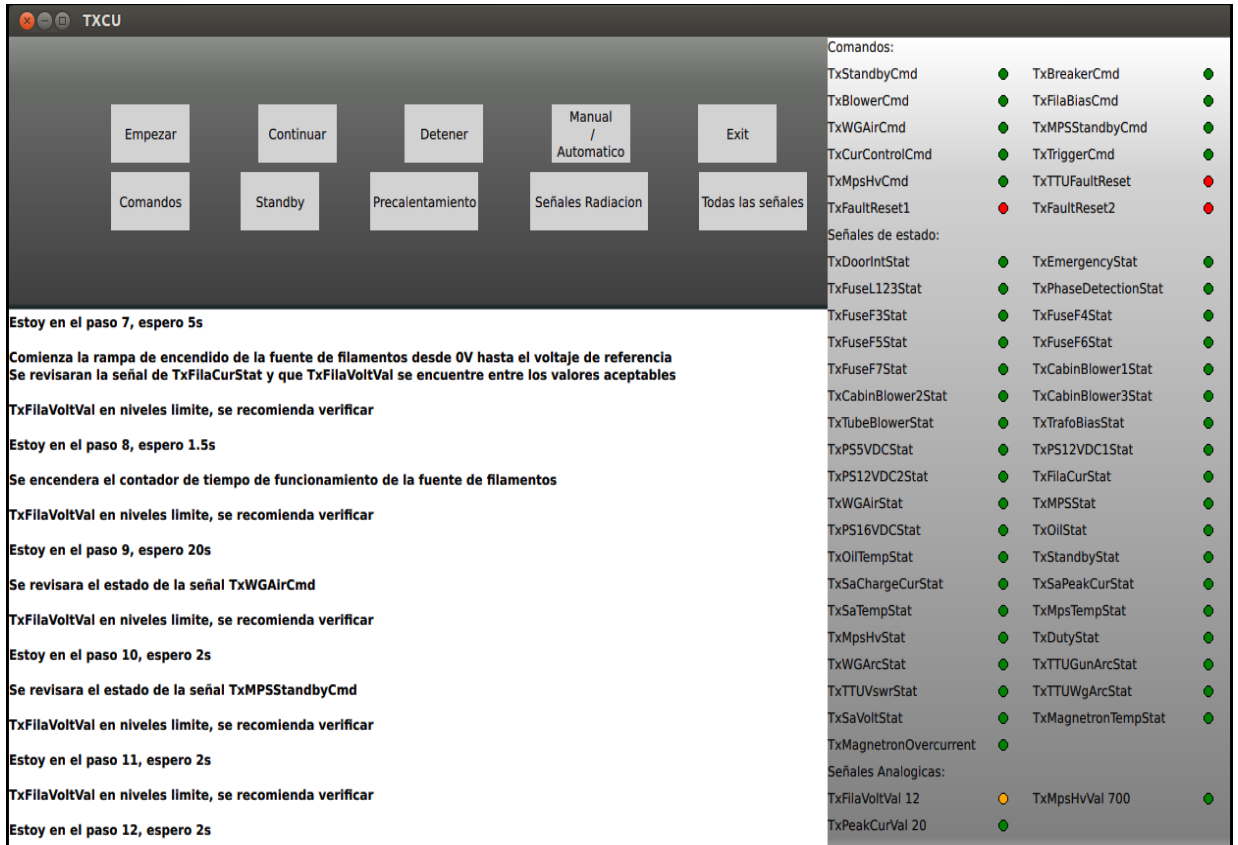 TXCU
Empezar
Continuar
Detener
Manual
/
Automatico
Exit
Comandos
Standby
Precalentamiento
Señales Radiacion
Todas las señales
Estoy en el paso 7, espero 5s
Comienza la rampa de encendido de la fuente de filamentos desde 0V hasta el voltaje de referencia
Se revisaran la señal de TxFilaCurStat y que TxFilaVoltVal se encuentre entre los valores aceptables
TxFilaVoltVal en niveles limite, se recomienda verificar
Estoy en el paso 8, espero 1.5s
Se encendera el contador de tiempo de funcionamiento de la fuente de filamentos
TxFilaVoltVal en niveles limite, se recomienda verificar
Estoy en el paso 9, espero 20s
Se revisara el estado de la señal TxWGAirCmd
TxFilaVoltVal en niveles limite, se recomienda verificar
Estoy en el paso 10, espero 2s
Se revisara el estado de la señal TxMPSStandbyCmd
TxFilaVoltVal en niveles limite, se recomienda verificar
Estoy en el paso 11, espero 2s
TxFilaVoltVal en niveles limite, se recomienda verificar
Estoy en el paso 12, espero 2s
Comandos:
TxStandbyCmd TxBreakerCmd
TxBlowerCmd TxFilaBiasCmd
TxWGAirCmd TxMPSStandbyCmd
TxCurControlCmd TxTriggerCmd
TxMpsHvCmd TxTTUFaultReset
TxFaultReset1 TxFaultReset2
Señales de estado:
TxDoorIntStat TxEmergencyStat
TxFuseL123Stat TxPhaseDetectionStat
TxFuseF3Stat TxFuseF4Stat
TxFuseF5Stat TxFuseF6Stat
TxFuseF7Stat TxCabinBlower1Stat
TxCabinBlower2Stat TxCabinBlower3Stat
TxTubeBlowerStat TxTrafoBiasStat
TxPS5VDCStat TxPS12VDC1Stat
TxPS12VDC2Stat TxFilaCurStat
TxWGAirStat TxMPSStat
TxPS16VDCStat TxOilStat
TxOilTempStat TxStandbyStat
TxSaChargeCurStat TxSaPeakCurStat
TxSaTempStat TxMpsTempStat
TxMpsHvStat TxDutyStat
TxWGArcStat TxTTUGunArcStat
TxTTUVswrStat TxTTUWgArcStat
TxSaVoltStat TxMagnetronTempStat
TxMagnetronOvercurrent
Señales Analogicas:
TxFilaVoltVal 12 TxMpsHvVal 700
TxPeakCurVal 20